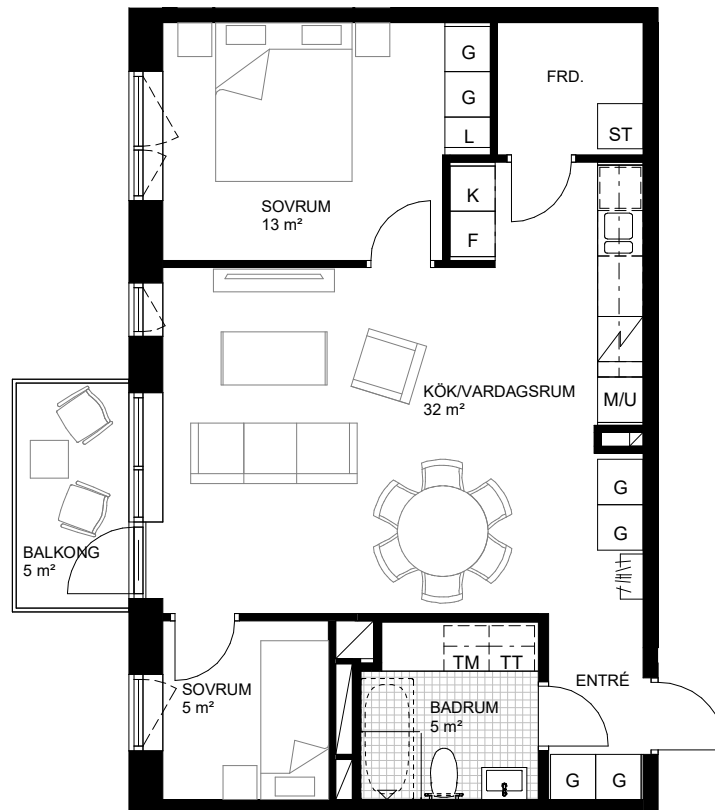 G
FRD.
G
ST
L
K
SOVRUM
13 m²
F
KÖK/VARDAGSRUM
32 m²
M/U
G
G
BALKONG
5 m²
TM TT
ENTRÉ
SOVRUM
5 m²
BADRUM
5 m²
G G